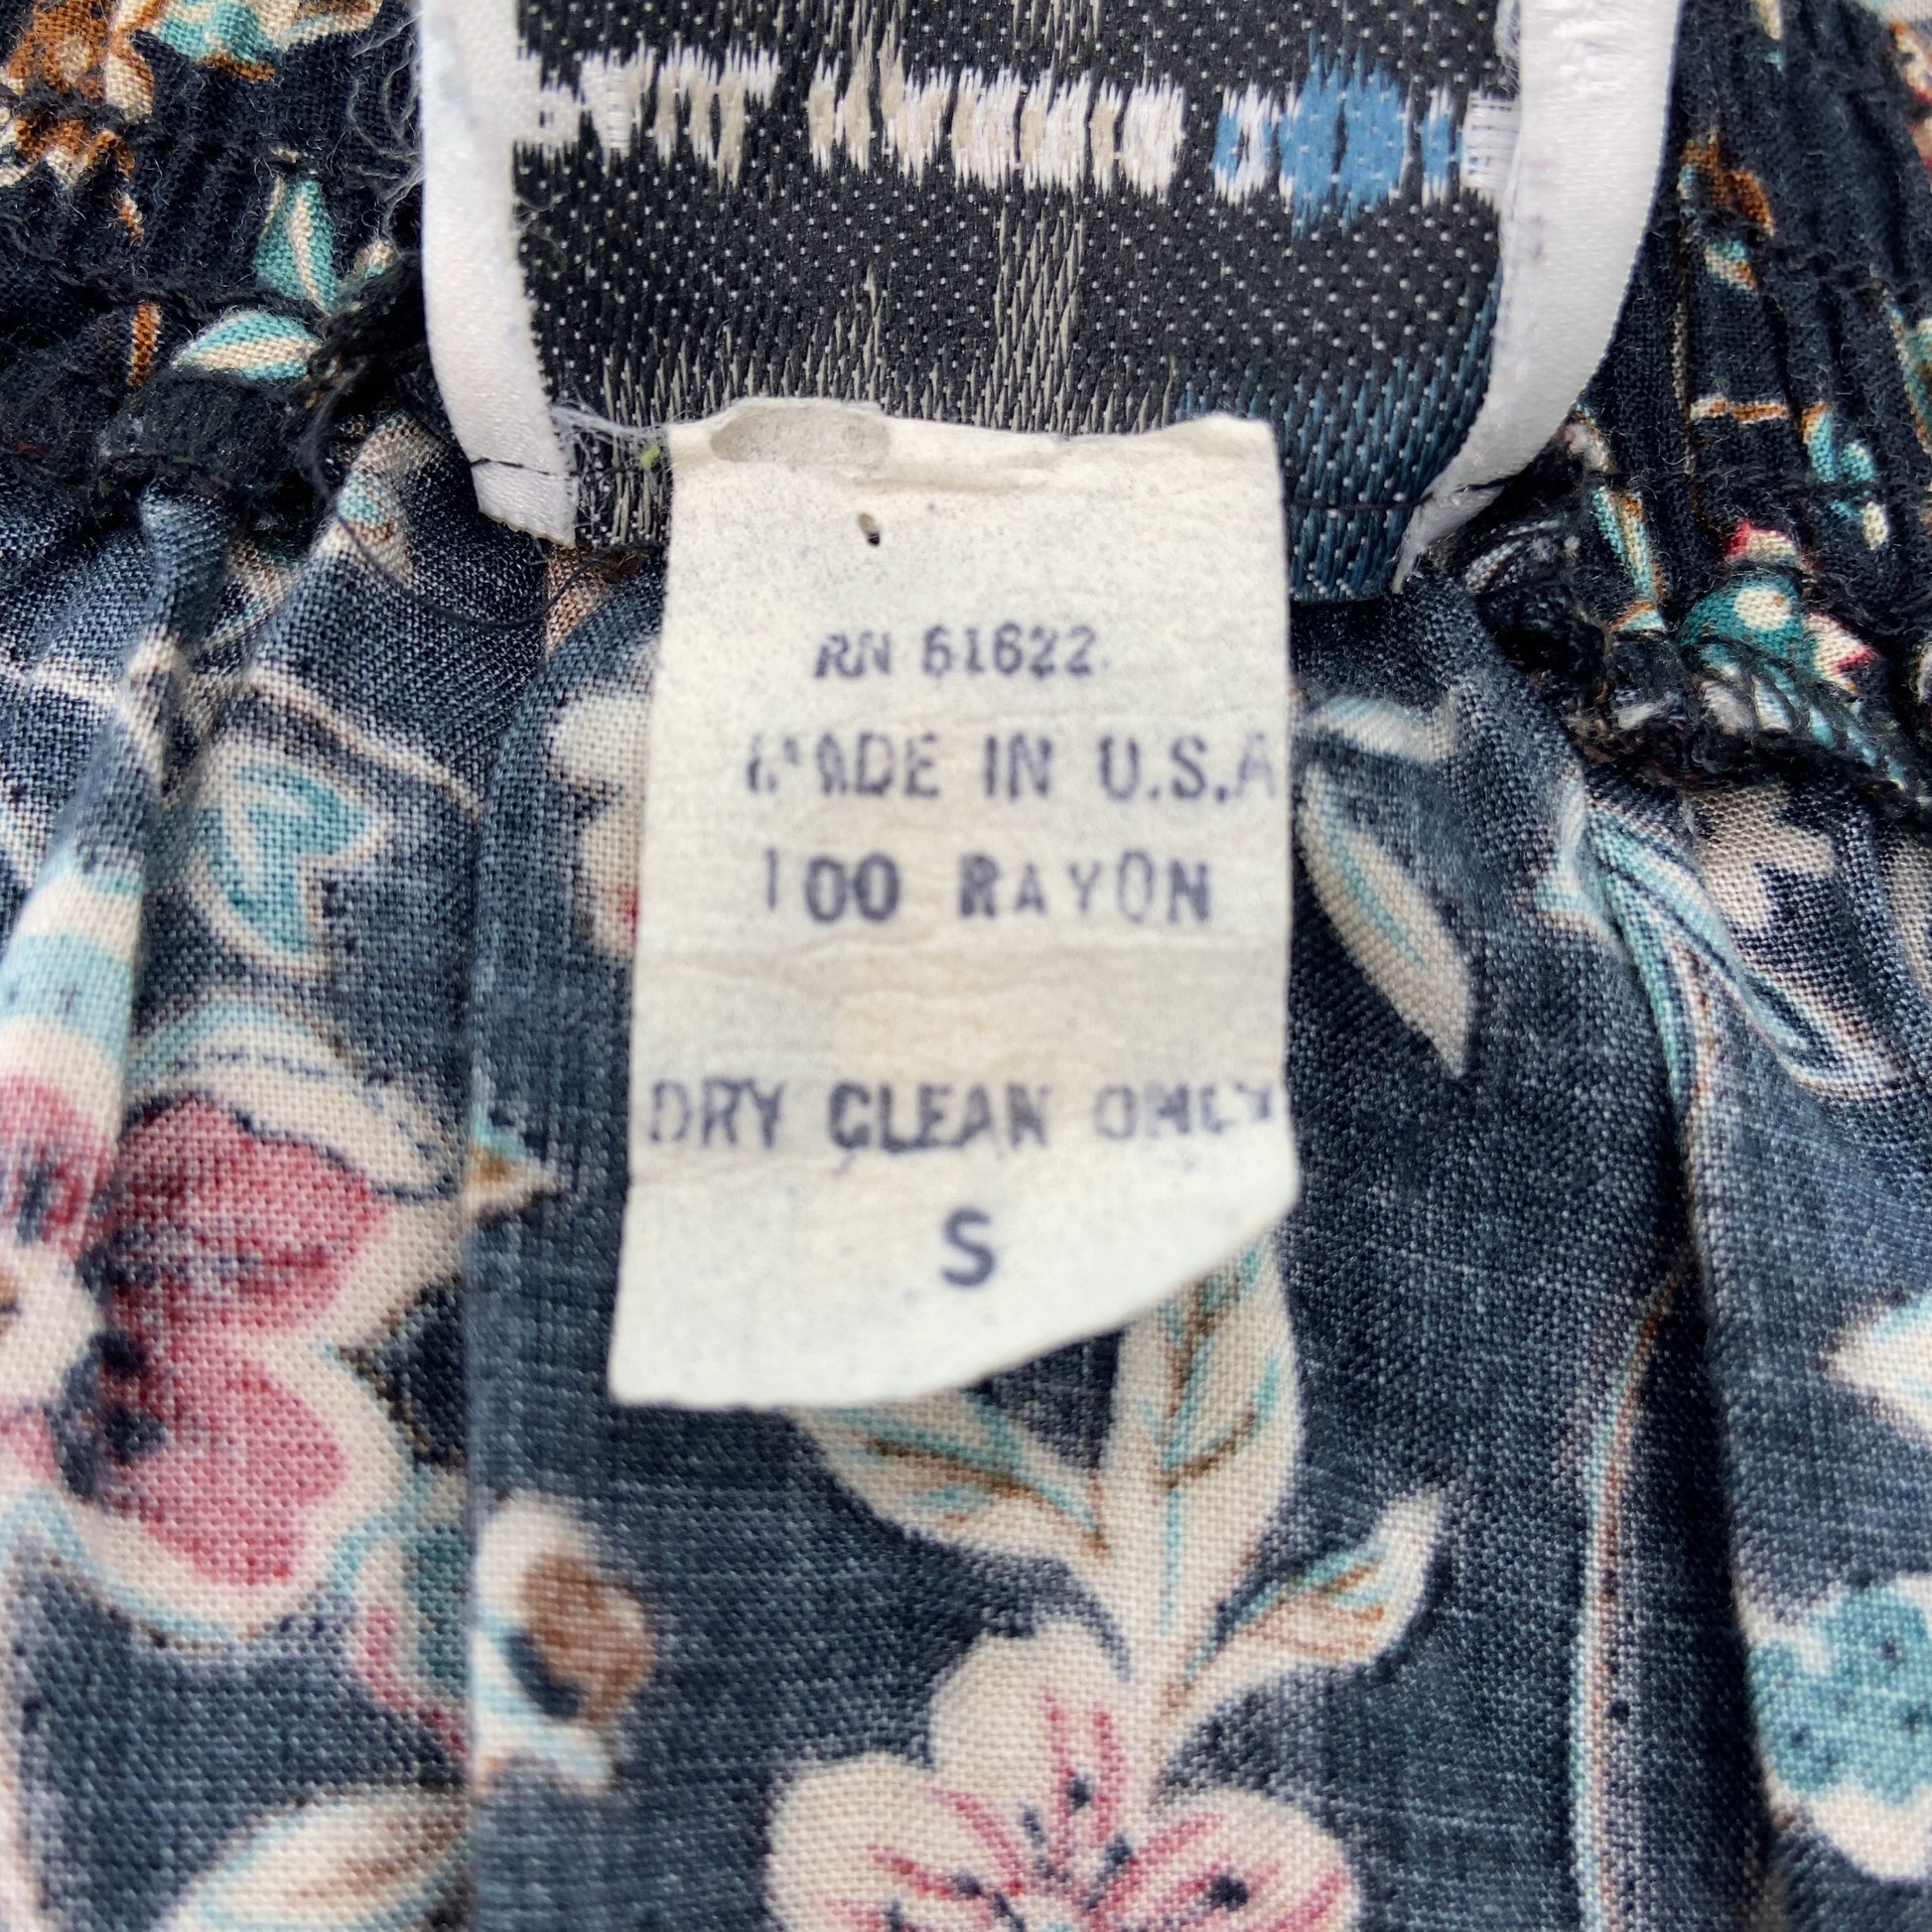 RN 61622
MADE IN U.S.A
100 RAYON
DRY CLEAN ONLY
S